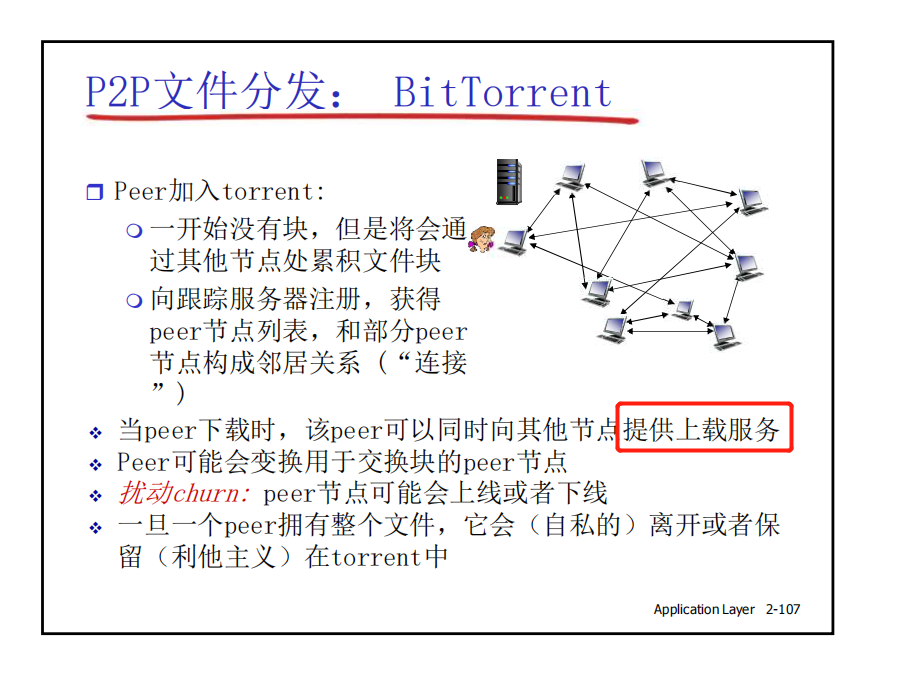 P2P文件分发： BitTorrent
Peer加入torrent:
一开始没有块，但是将会通
过其他节点处累积文件块
向跟踪服务器注册，获得
peer节点列表，和部分peer
节点构成邻居关系（“连接
”）
当peer下载时，该peer可以同时向其他节点提供上载服务
Peer可能会变换用于交换块的peer节点
扰动churn: peer节点可能会上线或者下线
一旦一个peer拥有整个文件，它会（自私的）离开或者保
留（利他主义）在torrent中
Application Layer 2-107